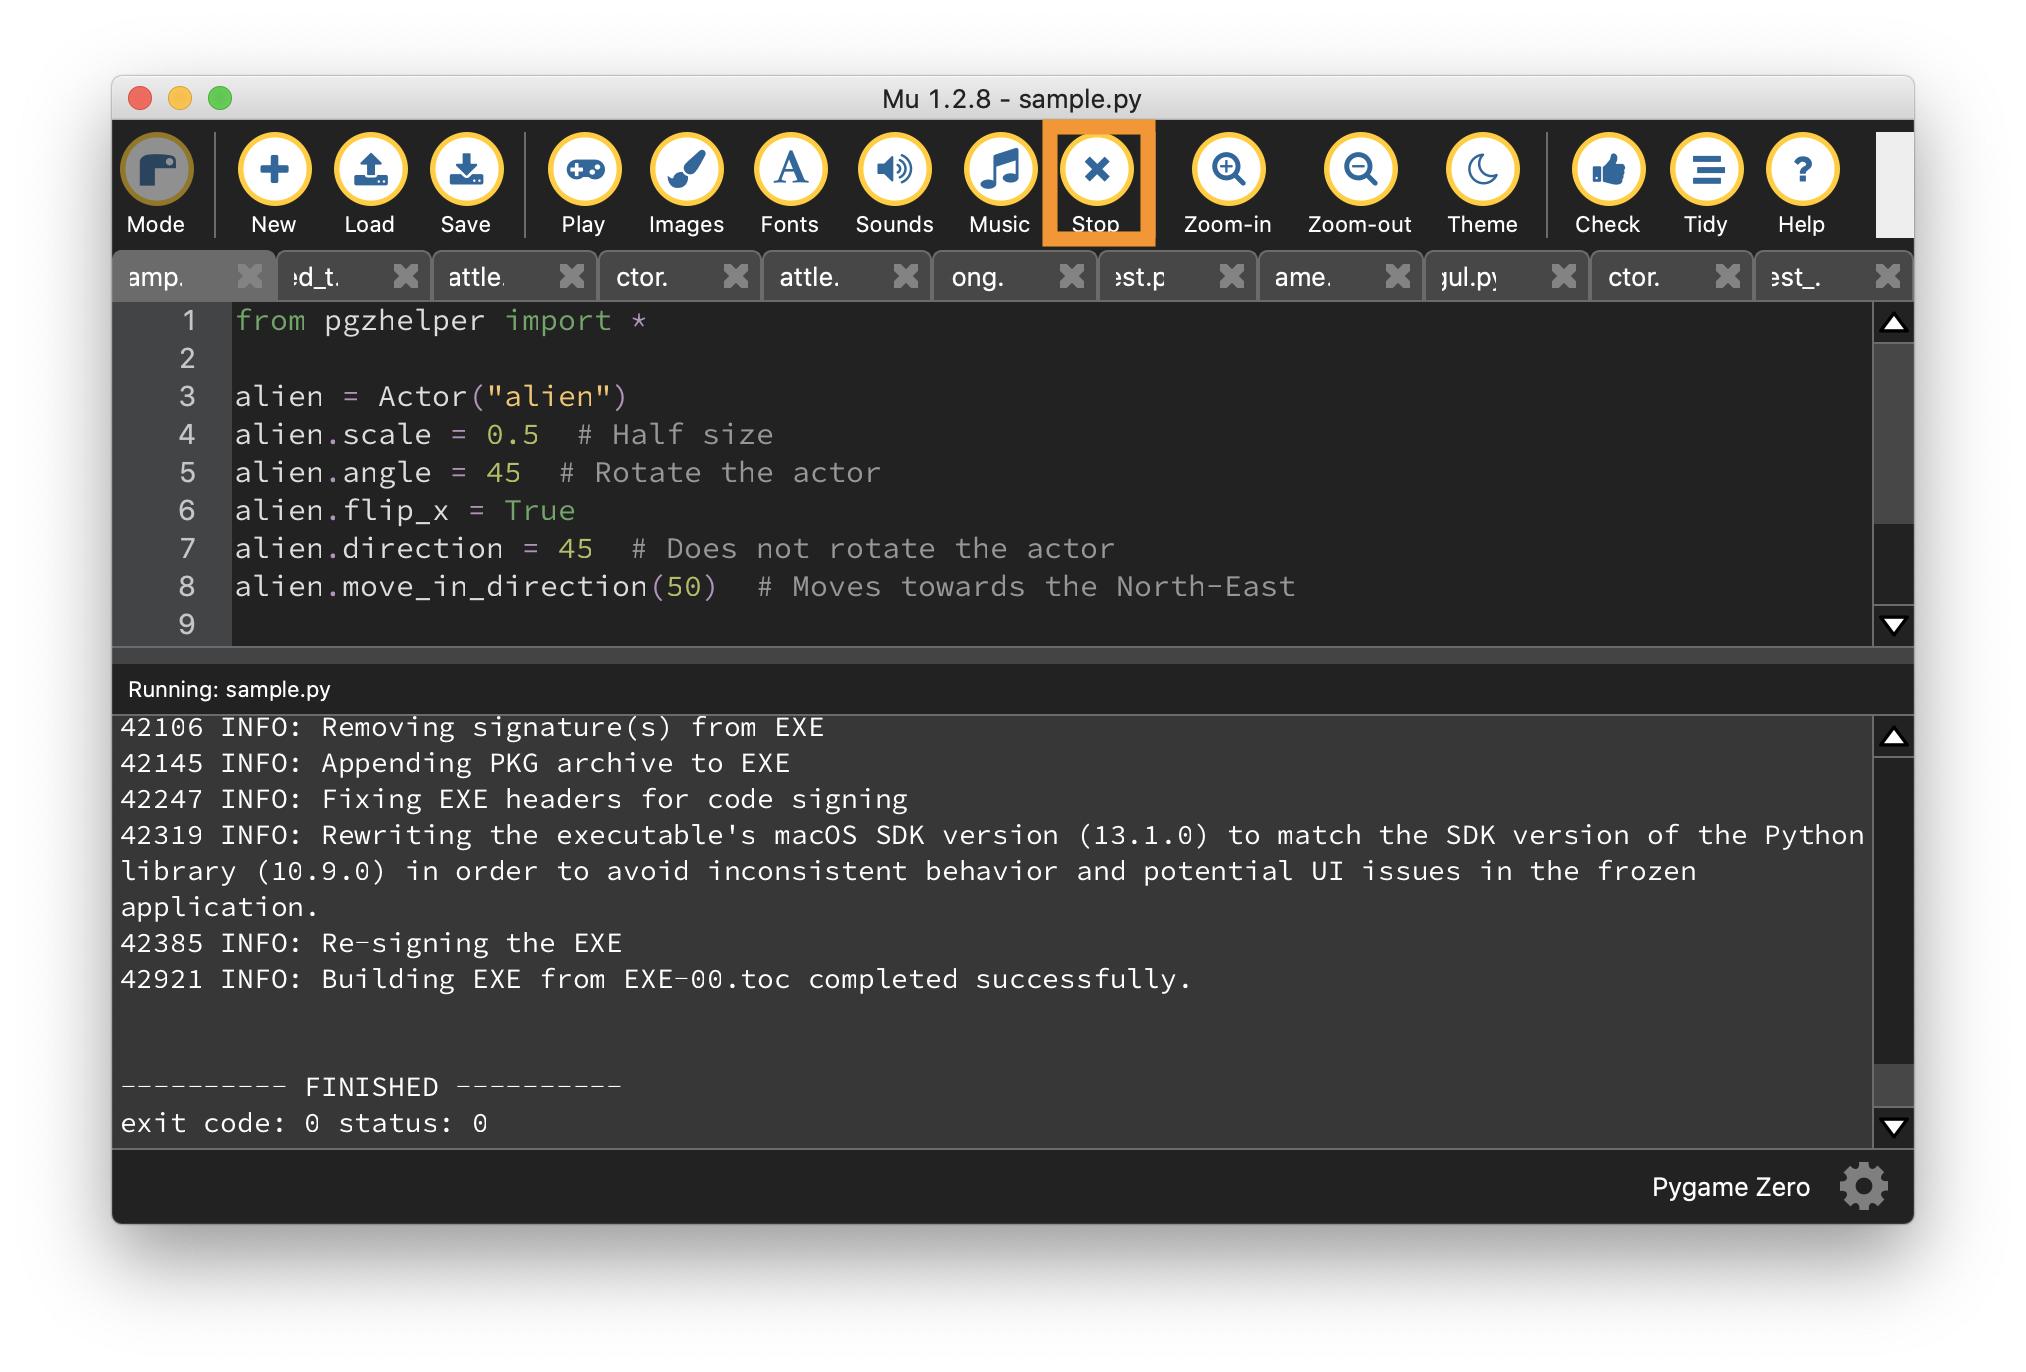 Mu 1.2.8 - sample.py
Mode New Load Save Play Images Fonts Sounds Music Stop Zoom-in Zoom-out Theme Check Tidy Help
amp. ed_t. attle. ctor. attle. ong. est.p ame. gul.py ctor. est_.
1 from pgzhelper import *
2
3 alien = Actor("alien")
4 alien.scale = 0.5  # Half size
5 alien.angle = 45  # Rotate the actor
6 alien.flip_x = True
7 alien.direction = 45  # Does not rotate the actor
8 alien.move_in_direction(50)  # Moves towards the North-East
9
Running: sample.py
42106 INFO: Removing signature(s) from EXE
42145 INFO: Appending PKG archive to EXE
42247 INFO: Fixing EXE headers for code signing
42319 INFO: Rewriting the executable's macOS SDK version (13.1.0) to match the SDK version of the Python
library (10.9.0) in order to avoid inconsistent behavior and potential UI issues in the frozen
application.
42385 INFO: Re-signing the EXE
42921 INFO: Building EXE from EXE-00.toc completed successfully.
---------- FINISHED ----------
exit code: 0 status: 0
Pygame Zero